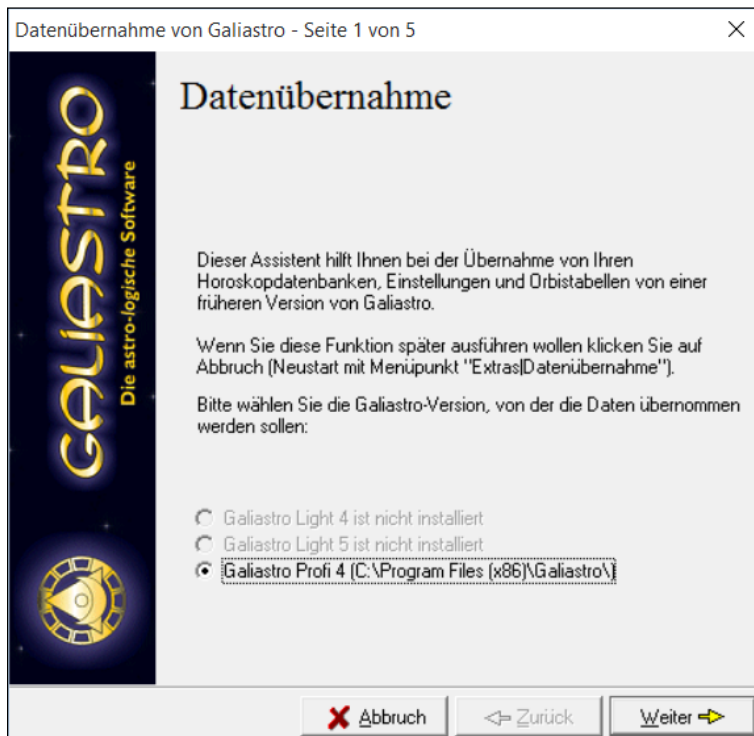 Datenübernahme von Galiastro - Seite 1 von 5
GALIASTRO
Die astro-logische Software
Datenübernahme
Dieser Assistent hilft Ihnen bei der Übernahme von Ihren
Horoskopdatenbanken, Einstellungen und Orbistabellen von einer
früheren Version von Galiastro.
Wenn Sie diese Funktion später ausführen wollen klicken Sie auf
Abbruch (Neustart mit Menüpunkt "Extras|Datenübernahme").
Bitte wählen Sie die Galiastro-Version, von der die Daten übernommen
werden sollen:
Galiastro Light 4 ist nicht installiert
Galiastro Light 5 ist nicht installiert
Galiastro Profi 4 (C:\Program Files (x86)\Galiastro\)
Abbruch
Zurück
Weiter